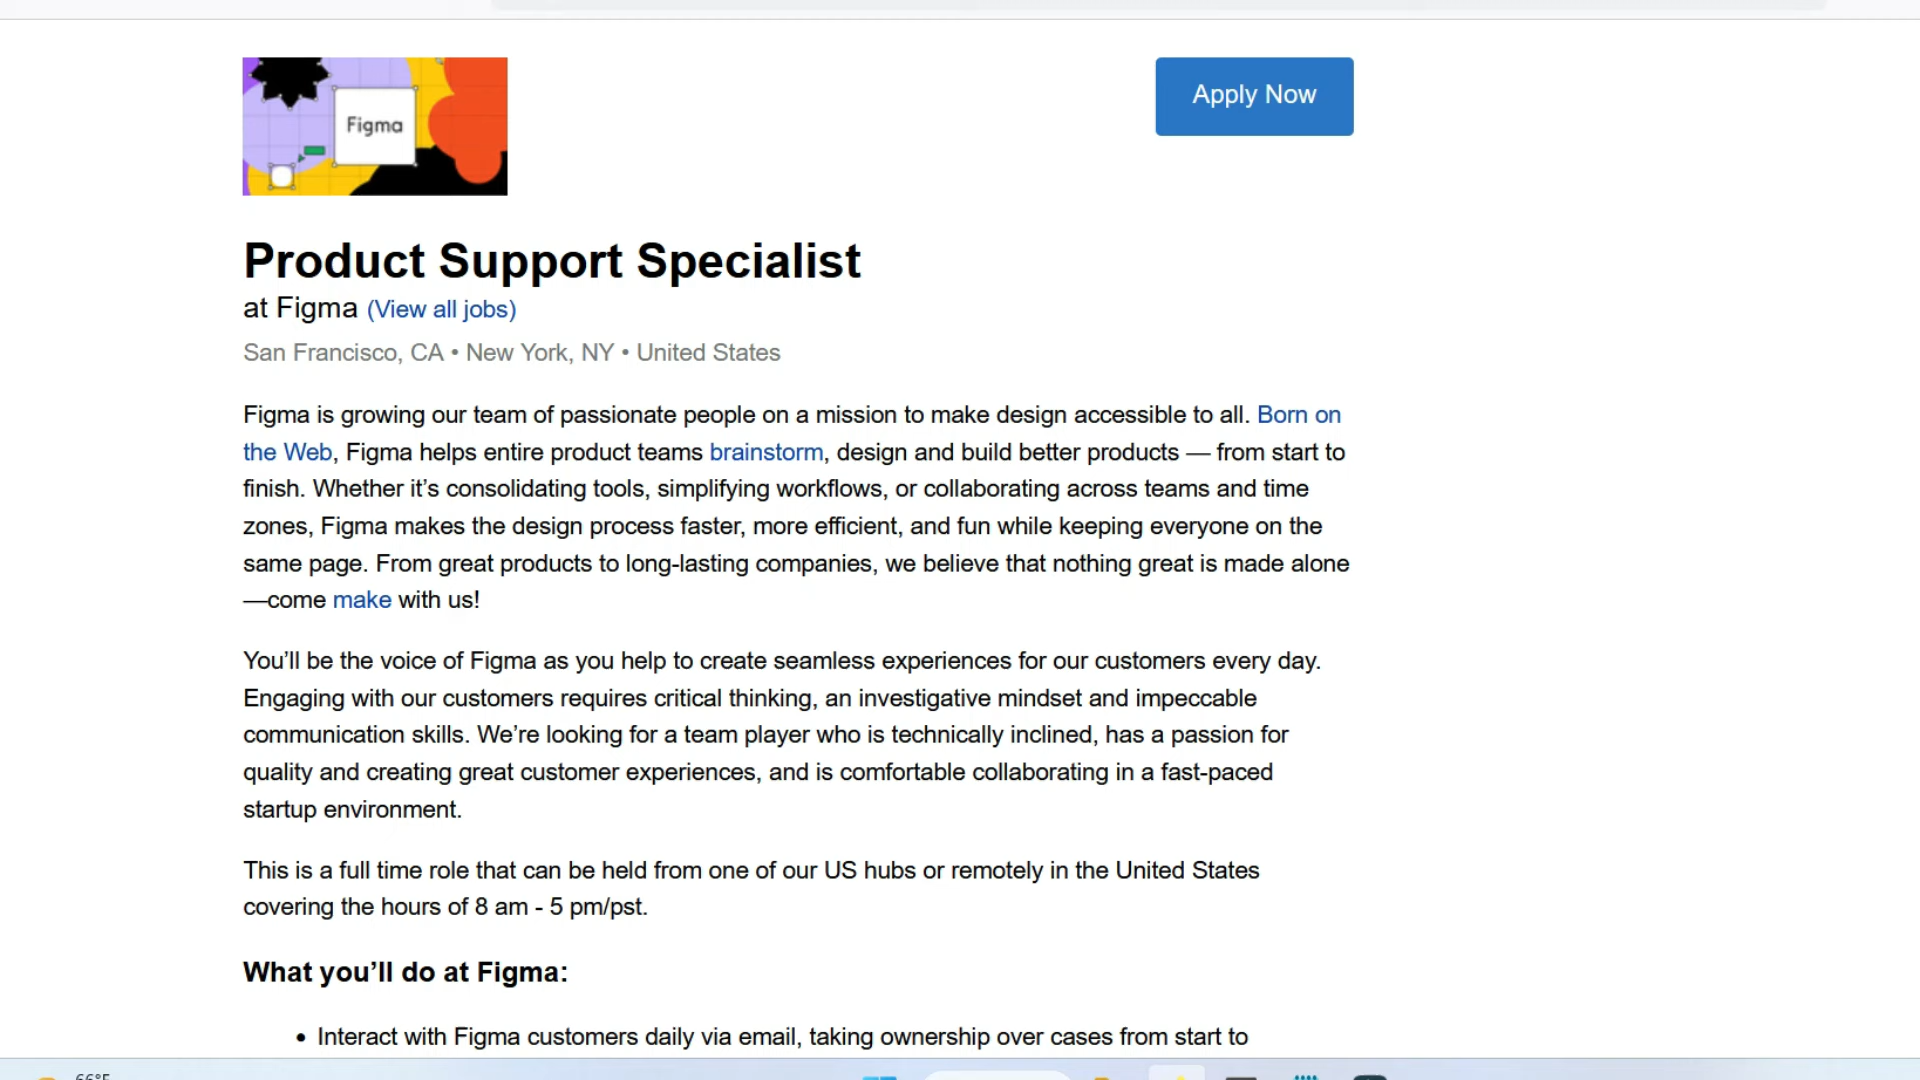 Figma
Apply Now
Product Support Specialist
at Figma (View all jobs)
San Francisco, CA • New York, NY • United States
Figma is growing our team of passionate people on a mission to make design accessible to all. Born on
the Web, Figma helps entire product teams brainstorm, design and build better products — from start to
finish. Whether it’s consolidating tools, simplifying workflows, or collaborating across teams and time
zones, Figma makes the design process faster, more efficient, and fun while keeping everyone on the
same page. From great products to long-lasting companies, we believe that nothing great is made alone
—come make with us!
You’ll be the voice of Figma as you help to create seamless experiences for our customers every day.
Engaging with our customers requires critical thinking, an investigative mindset and impeccable
communication skills. We’re looking for a team player who is technically inclined, has a passion for
quality and creating great customer experiences, and is comfortable collaborating in a fast-paced
startup environment.
This is a full time role that can be held from one of our US hubs or remotely in the United States
covering the hours of 8 am - 5 pm/pst.
What you’ll do at Figma:
• Interact with Figma customers daily via email, taking ownership over cases from start to
66°F